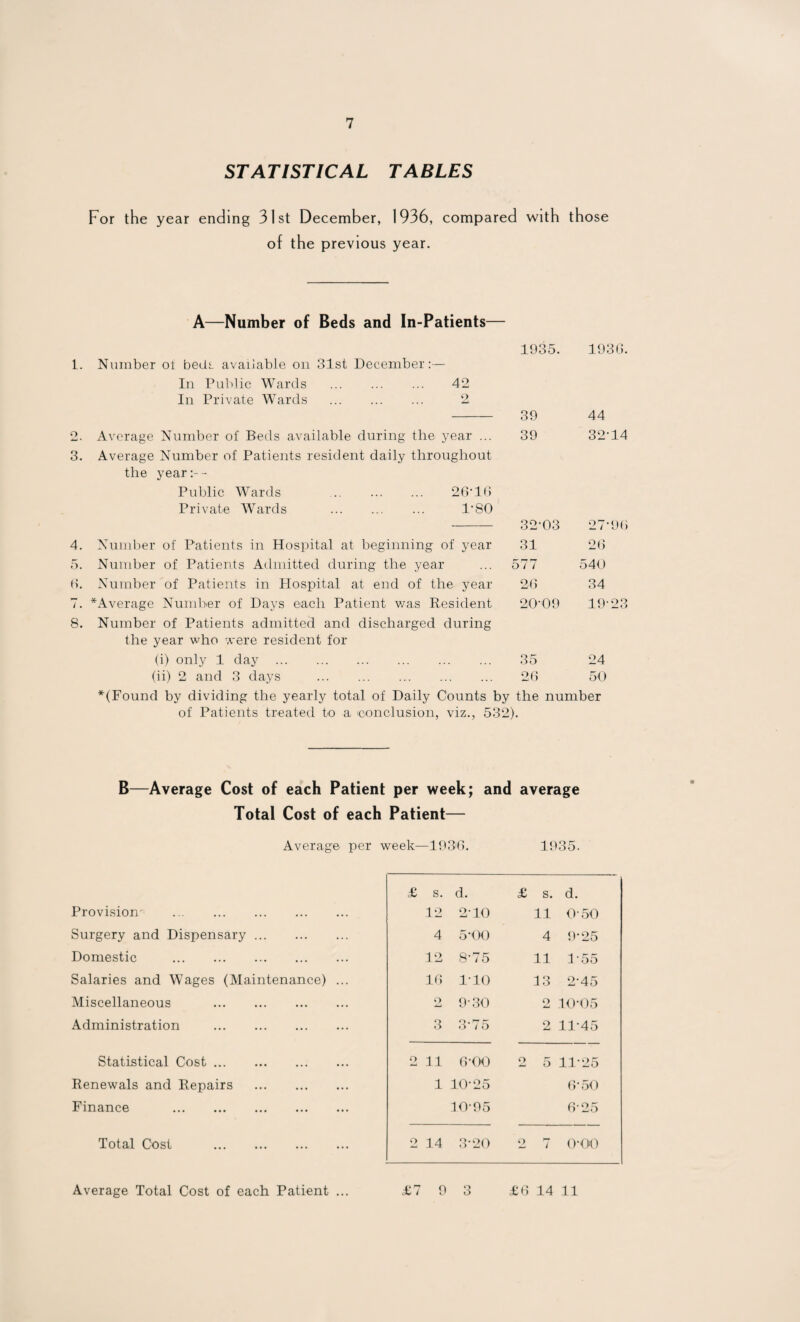 7
STATISTICAL TABLES
For the year ending 31st December, 1936, compared with those
of the previous year.
A—Number of Beds and In-Patients—
1935. 1936.
1. Number of beds available on 31st December:—
In Public Wards ... ... ... 42
In Private Wards ... ... ... 2
39 44
2. Average Number of Beds available during the year ... 39 32·14
3. Average Number of Patients resident daily throughout
the year:--
Public Wards ... ... ... 26·16
Private Wards ... ... ... 1·80
32·03 27·96
4. Number of Patients in Hospital at beginning of year 31 26
5. Number of Patients Admitted during the year ... 577 540
6. Number of Patients in Hospital at end of the year 26 34
7. *Average Number of Days each Patient was Resident 20·09 19·23
8. Number of Patients admitted and discharged during
the year who were resident for
(i) only 1 day ... ... ... ... ... ... 35 24
(ii) 2 and 3 days ... ... ... ... ... 26 50
*(Found by dividing the yearly total of Daily Counts by the number
of Patients treated to a conclusion, viz., 532).
B—Average Cost of each Patient per week; and average
Total Cost of each Patient—
Average per week—1936. 1935.
£ s. d. £ s. d.
Provision ... ... ... ... ... 12 2·10 11 0·50
Surgery and Dispensary ... ... ... 4 5·00 4 9·25
Domestic ... ... ... ... ... 12 8·75 11 1·55
Salaries and Wages (Maintenance) ... 16 1·10 13 2·45
Miscellaneous ... ... ... ... 2 9·30 2 10·05
Administration ... ... ... ... 3 3·75 2 11·45
Statistical Cost ... ... ... ... 2 11 6·00 2 5 11·25
Renewals and Repairs ... ... ... 1 10·25 6·50
Finance ... ... ... ... ... 10·95 6·25
Total Cost ... ... ... ... 2 14 3·20 2 7 0·00
Average Total Cost of each Patient ... £7 9 3 £6 14 11